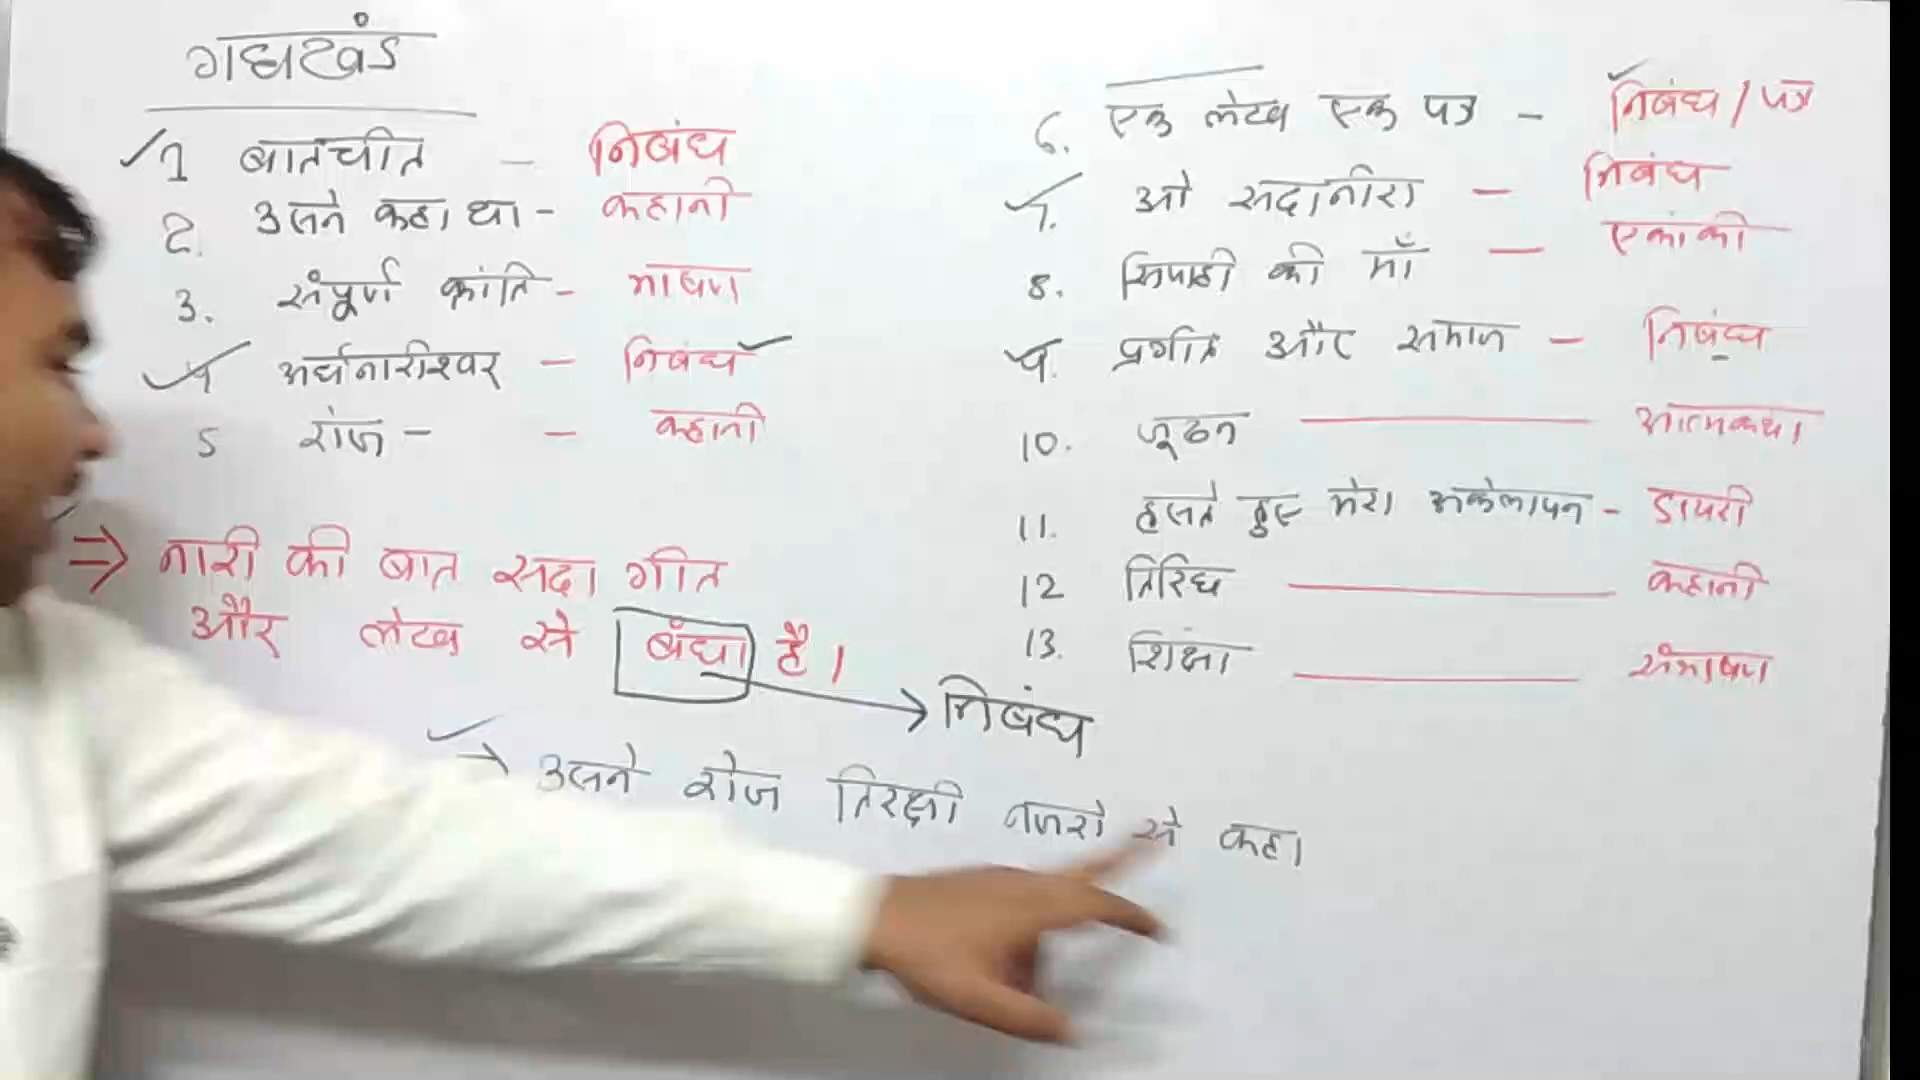 गद्यखंड
1 बातचीत - निबंध
2. उसने कहा था - कहानी
3. संपूर्ण क्रांति - भाषण
4 अर्धनारीश्वर - निबंध
5 रोज - - कहानी
⇒ नारी की बात सदा गीत
और लेख से बंधा है।
→ निबंध
→ उसने रोज तिरक्षी नजरो से कहा
6. एक लेख एक पत्र - निबंध / पत्र
7. ओ सदानीरा - निबंध
8. सिपाही की माँ - एकांकी
9. प्रगीत और समाज - निबंध
10. जूठन - आत्मकथा
11. हसते हुए मेरा अकेलापन - डायरी
12 तिरिछ - कहानी
13. शिक्षा - संभाषण